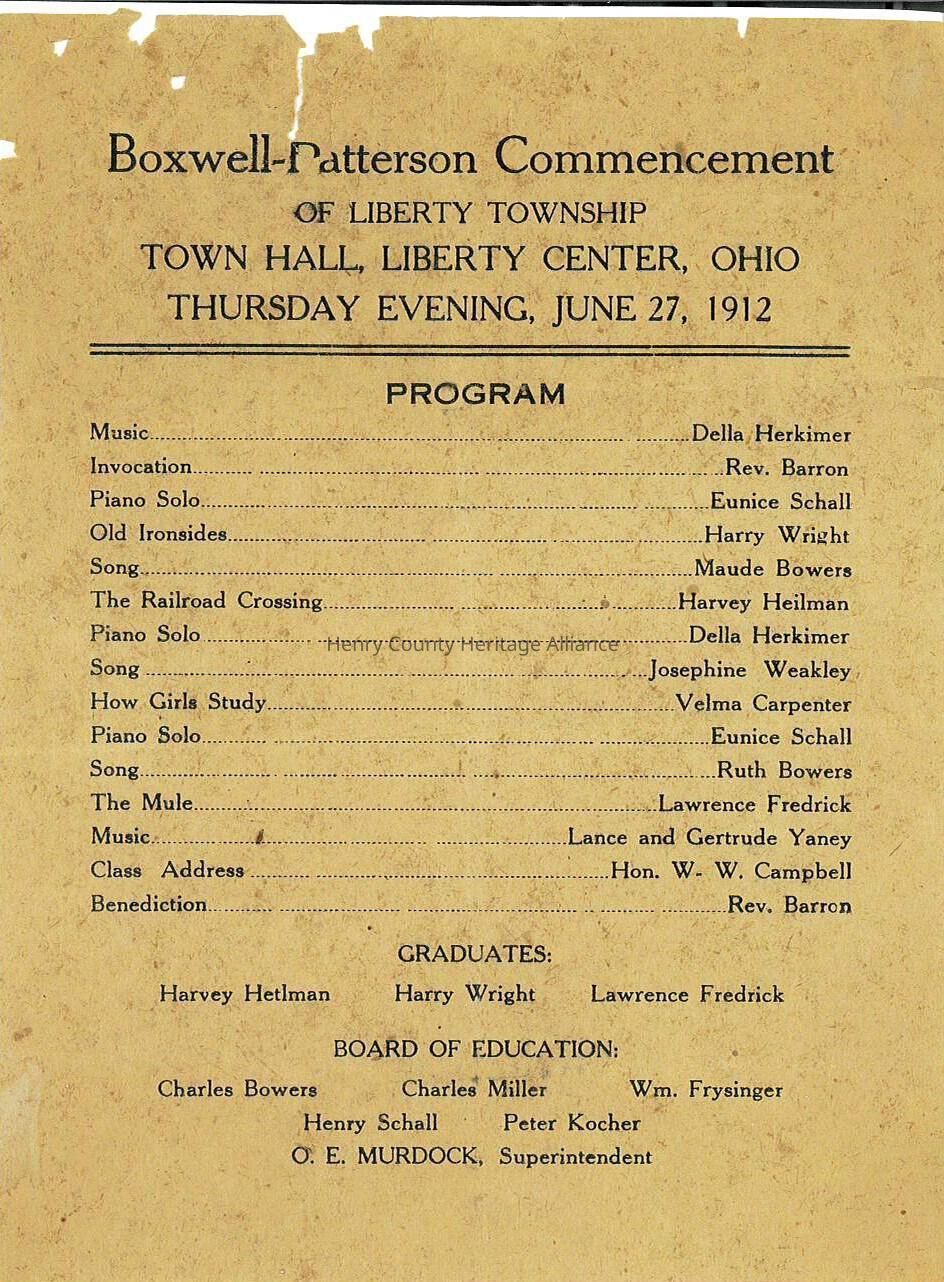 Boxwell-Patterson Commencement
OF LIBERTY TOWNSHIP
TOWN HALL, LIBERTY CENTER, OHIO
THURSDAY EVENING, JUNE 27, 1912
PROGRAM
Music Della Herkimer
Invocation Rev. Barron
Piano Solo Eunice Schall
Old Ironsides Harry Wright
Song Maude Bowers
The Railroad Crossing Harvey Heilman
Piano Solo Della Herkimer
Henry County Heritage Alliance
Song Josephine Weakley
How Girls Study Velma Carpenter
Piano Solo Eunice Schall
Song Ruth Bowers
The Mule Lawrence Fredrick
Music Lance and Gertrude Yaney
Class Address Hon. W- W. Campbell
Benediction Rev. Barron
GRADUATES:
Harvey Hetlman Harry Wright Lawrence Fredrick
BOARD OF EDUCATION:
Charles Bowers Charles Miller Wm. Frysinger
Henry Schall Peter Kocher
O. E. MURDOCK, Superintendent